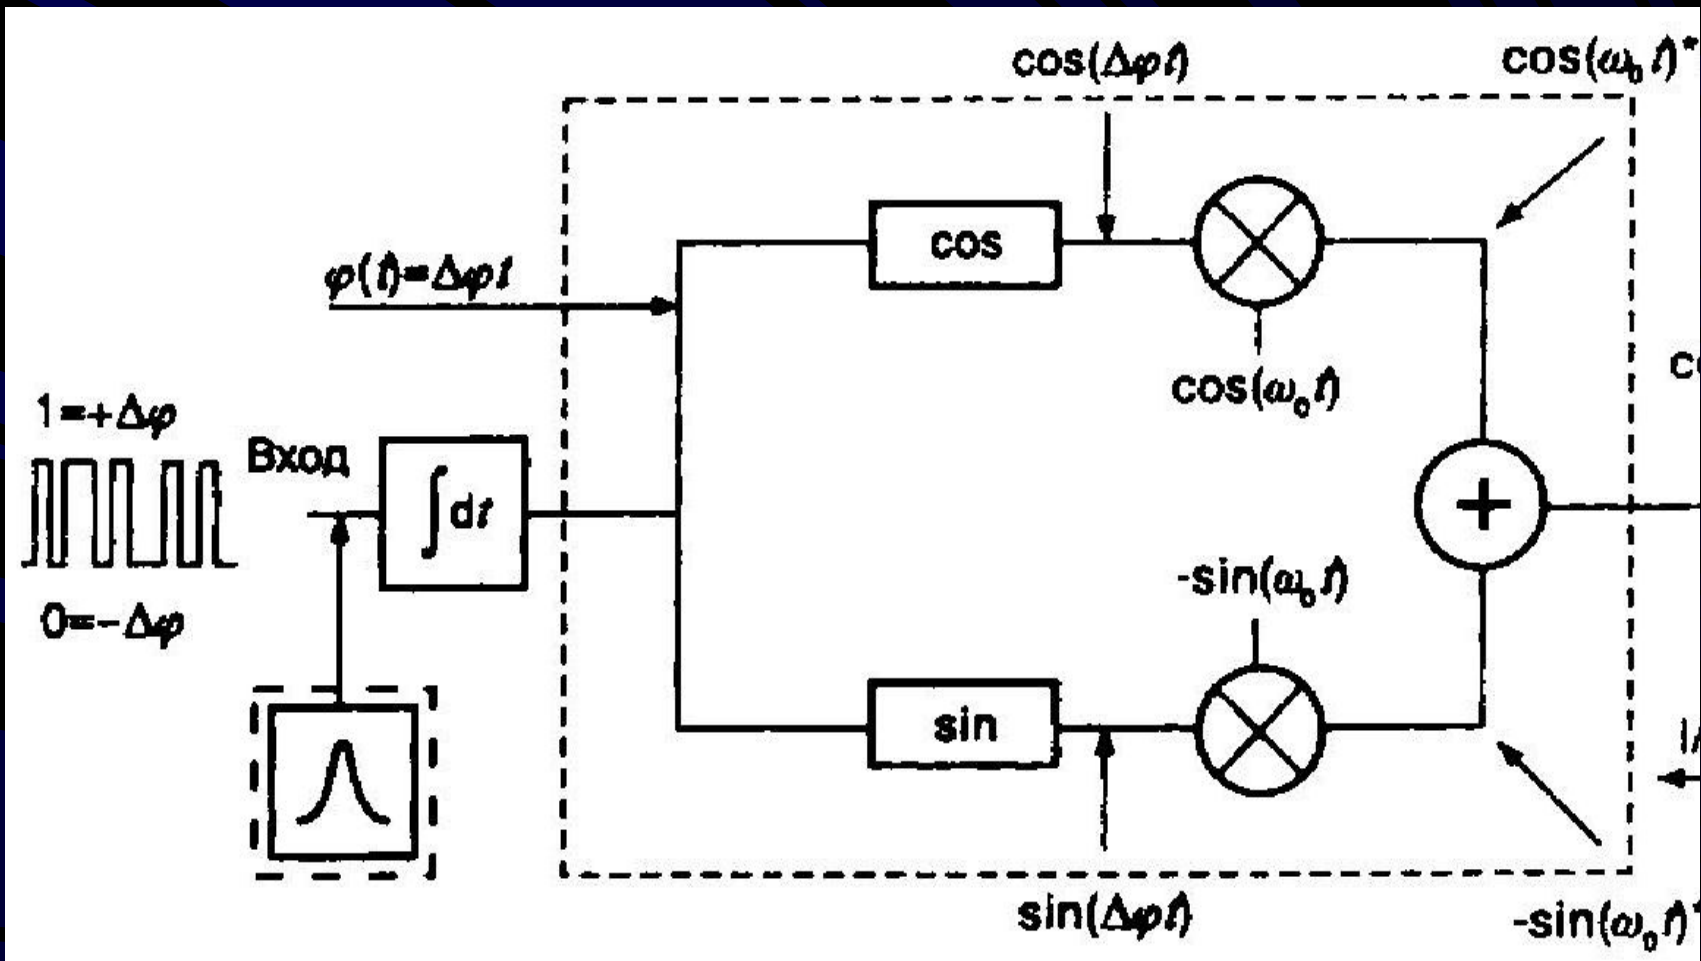 cos(Δφt)
cos(ω₀t)*
cos
φ(t)=Δφt
cos(ω₀t)
1=+Δφ
Вход
∫dt
+
-sin(ω₀t)
0=-Δφ
sin
sin(Δφt)
-sin(ω₀t)*